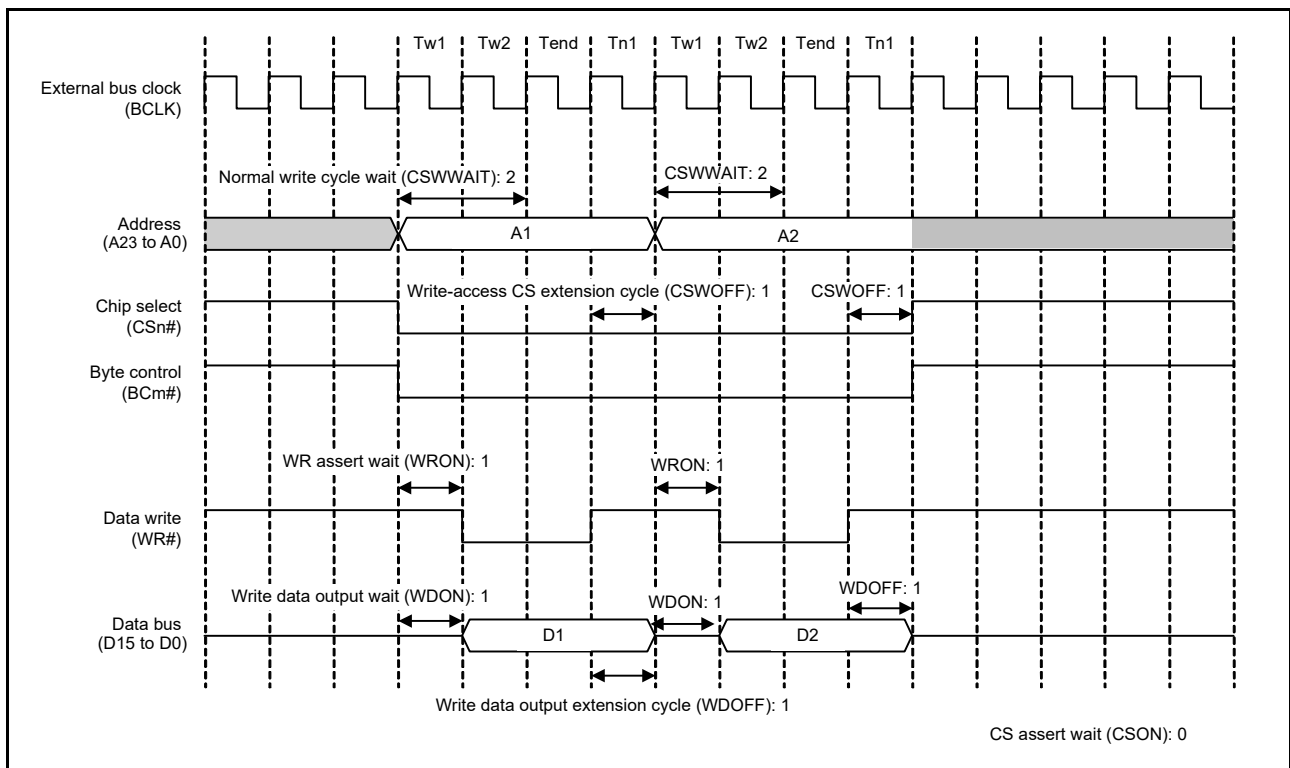 Tw1 Tw2 Tend Tn1 Tw1 Tw2 Tend Tn1
External bus clock
(BCLK)
Normal write cycle wait (CSWWAIT): 2
CSWWAIT: 2
Address
(A23 to A0)
A1
A2
Write-access CS extension cycle (CSWOFF): 1
CSWOFF: 1
Chip select
(CSn#)
Byte control
(BCm#)
WR assert wait (WRON): 1
WRON: 1
Data write
(WR#)
Write data output wait (WDON): 1
WDON: 1
WDOFF: 1
Data bus
(D15 to D0)
D1
D2
Write data output extension cycle (WDOFF): 1
CS assert wait (CSON): 0